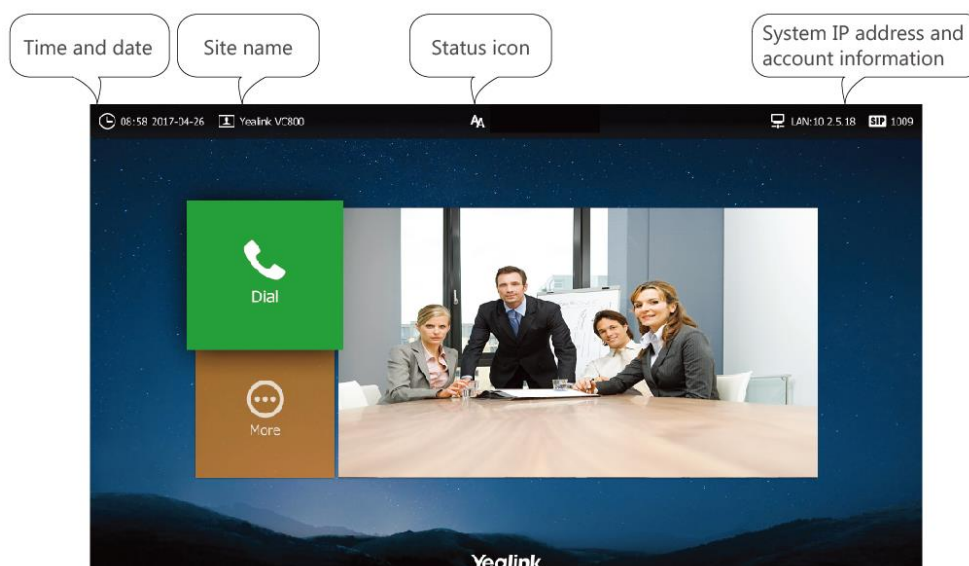 Time and date
Site name
Status icon
System IP address and
account information
08:58 2017-04-26
Yealink VC800
AA
LAN:10.2.5.18
SIP 1009
Dial
More
Yealink